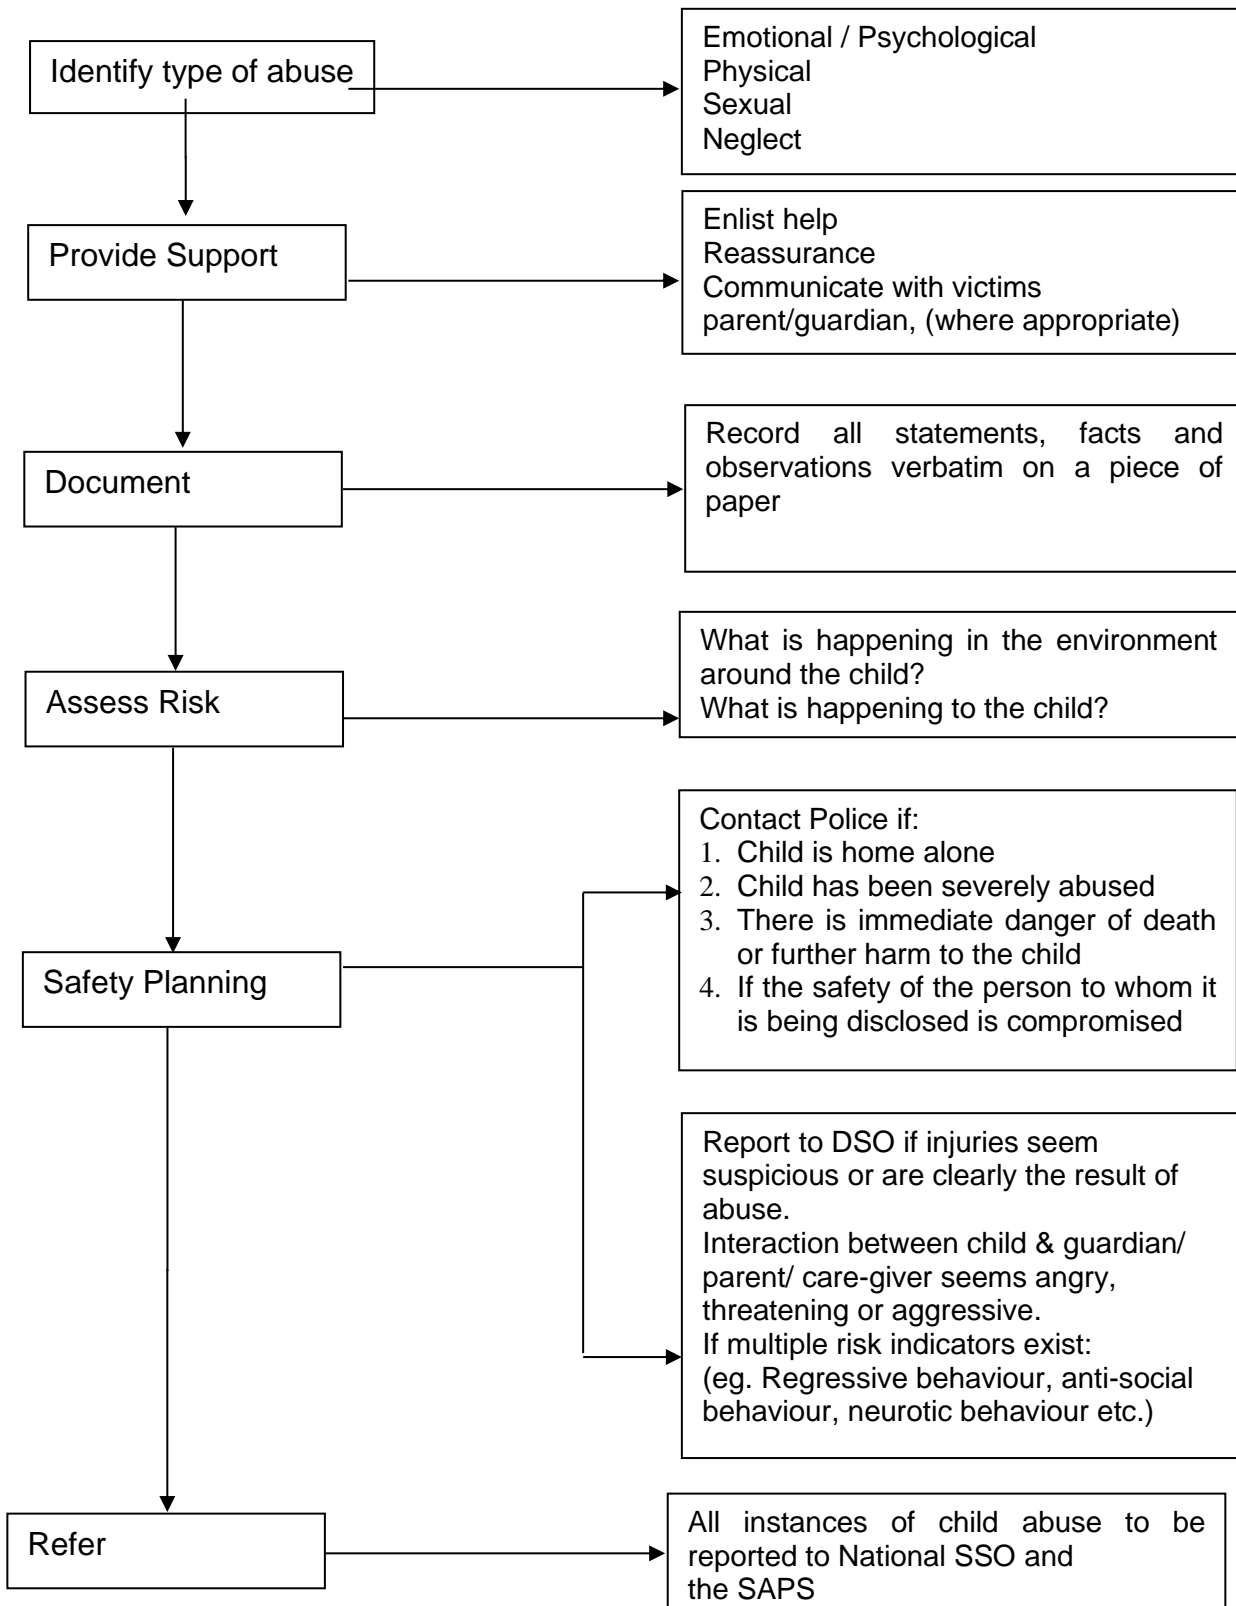 Identify type of abuse
Emotional / Psychological
Physical
Sexual
Neglect
Provide Support
Enlist help
Reassurance
Communicate with victims
parent/guardian, (where appropriate)
Document
Record all statements, facts and
observations verbatim on a piece of
paper
Assess Risk
What is happening in the environment
around the child?
What is happening to the child?
Safety Planning
Contact Police if:
1. Child is home alone
2. Child has been severely abused
3. There is immediate danger of death
or further harm to the child
4. If the safety of the person to whom it
is being disclosed is compromised
Report to DSO if injuries seem
suspicious or are clearly the result of
abuse.
Interaction between child & guardian/
parent/ care-giver seems angry,
threatening or aggressive.
If multiple risk indicators exist:
(eg. Regressive behaviour, anti-social
behaviour, neurotic behaviour etc.)
Refer
All instances of child abuse to be
reported to National SSO and
the SAPS